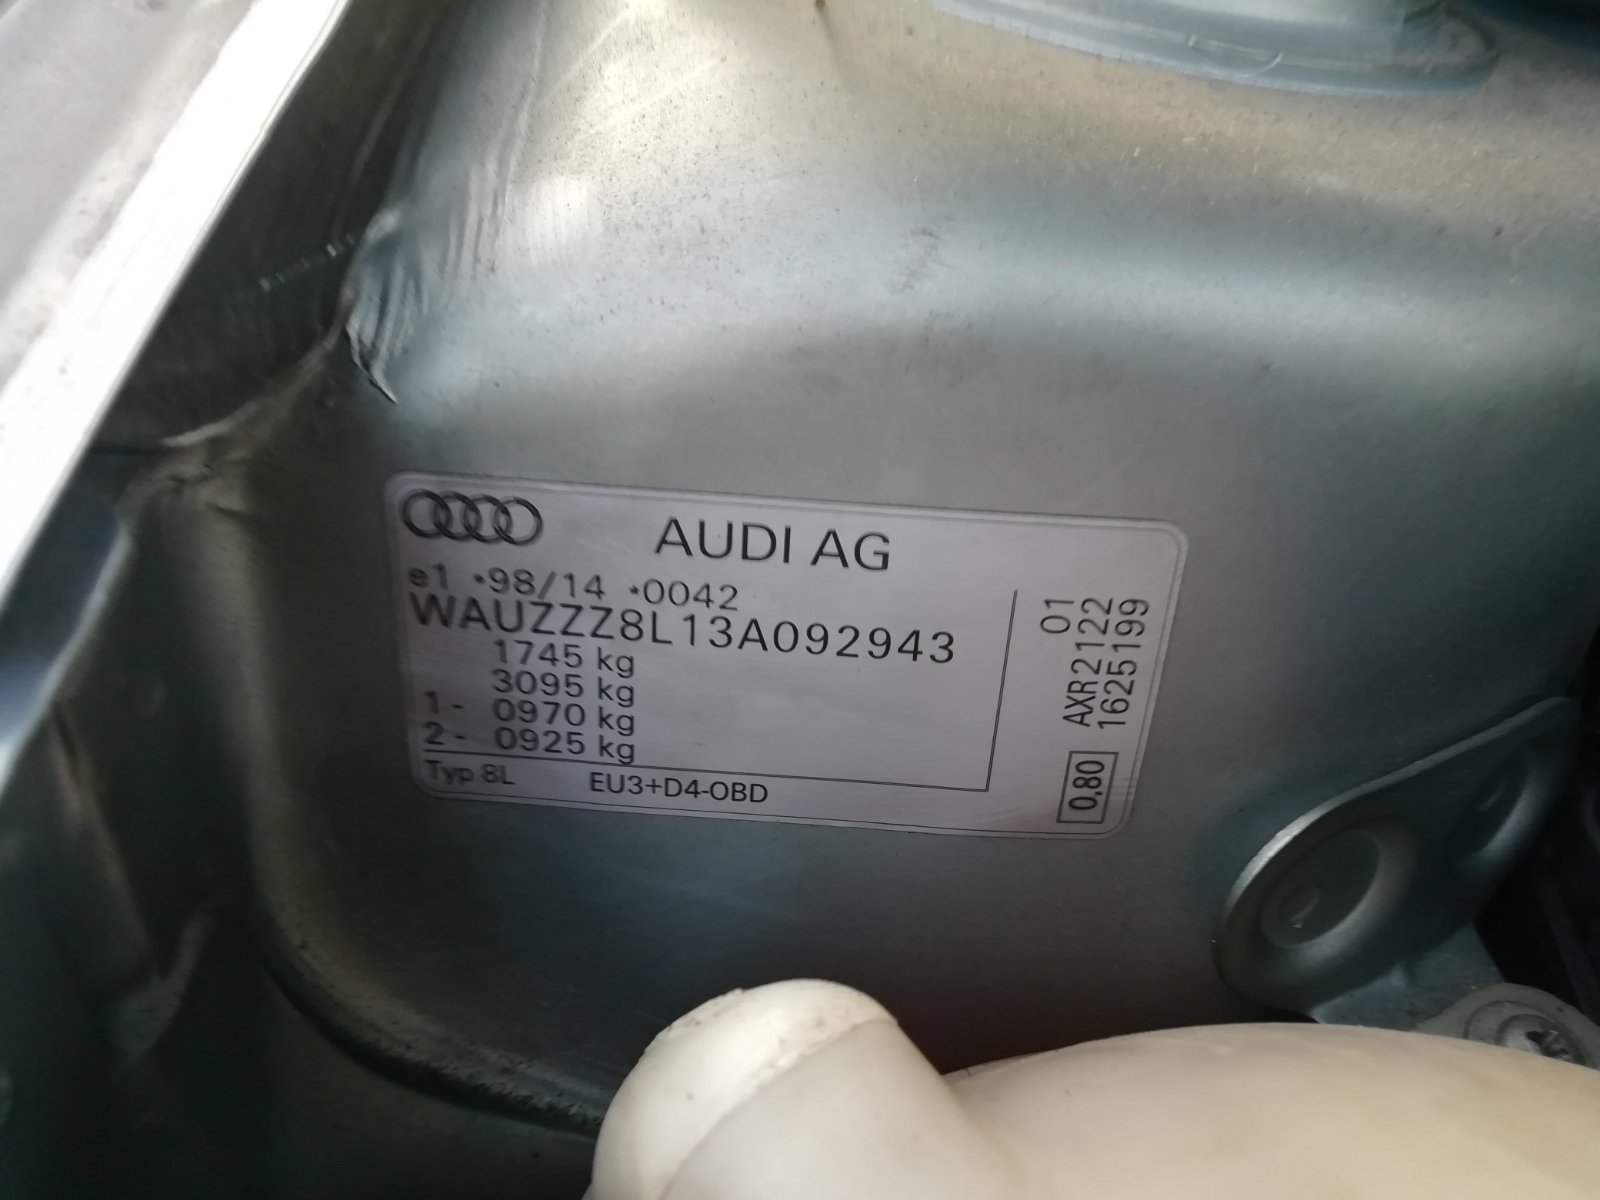 AUDI AG
e1 *98/14 *0042
WAUZZZ8L13A092943
1745 kg
3095 kg
1- 0970 kg
2- 0925 kg
Typ 8L EU3+D4-OBD
01
AXR2122
1625199
0,80